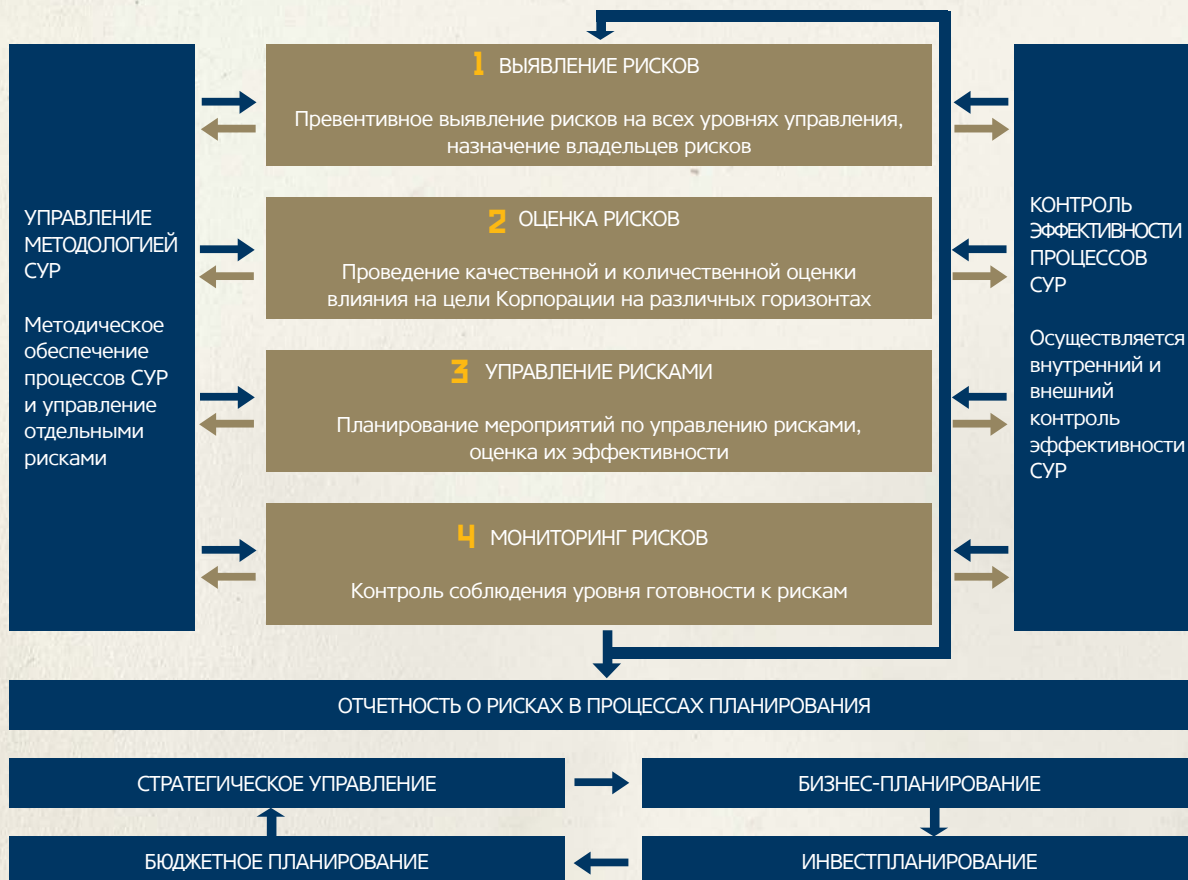 1 ВЫЯВЛЕНИЕ РИСКОВ
Превентивное выявление рисков на всех уровнях управления,
назначение владельцев рисков
УПРАВЛЕНИЕ
МЕТОДОЛОГИЕЙ
СУР
Методическое
обеспечение
процессов СУР
и управление
отдельными
рисками
2 ОЦЕНКА РИСКОВ
Проведение качественной и количественной оценки
влияния на цели Корпорации на различных горизонтах
3 УПРАВЛЕНИЕ РИСКАМИ
Планирование мероприятий по управлению рисками,
оценка их эффективности
4 МОНИТОРИНГ РИСКОВ
Контроль соблюдения уровня готовности к рискам
КОНТРОЛЬ
ЭФФЕКТИВНОСТИ
ПРОЦЕССОВ
СУР
Осуществляется
внутренний и
внешний
контроль
эффективности
СУР
ОТЧЕТНОСТЬ О РИСКАХ В ПРОЦЕССАХ ПЛАНИРОВАНИЯ
СТРАТЕГИЧЕСКОЕ УПРАВЛЕНИЕ
БИЗНЕС-ПЛАНИРОВАНИЕ
БЮДЖЕТНОЕ ПЛАНИРОВАНИЕ
ИНВЕСТПЛАНИРОВАНИЕ